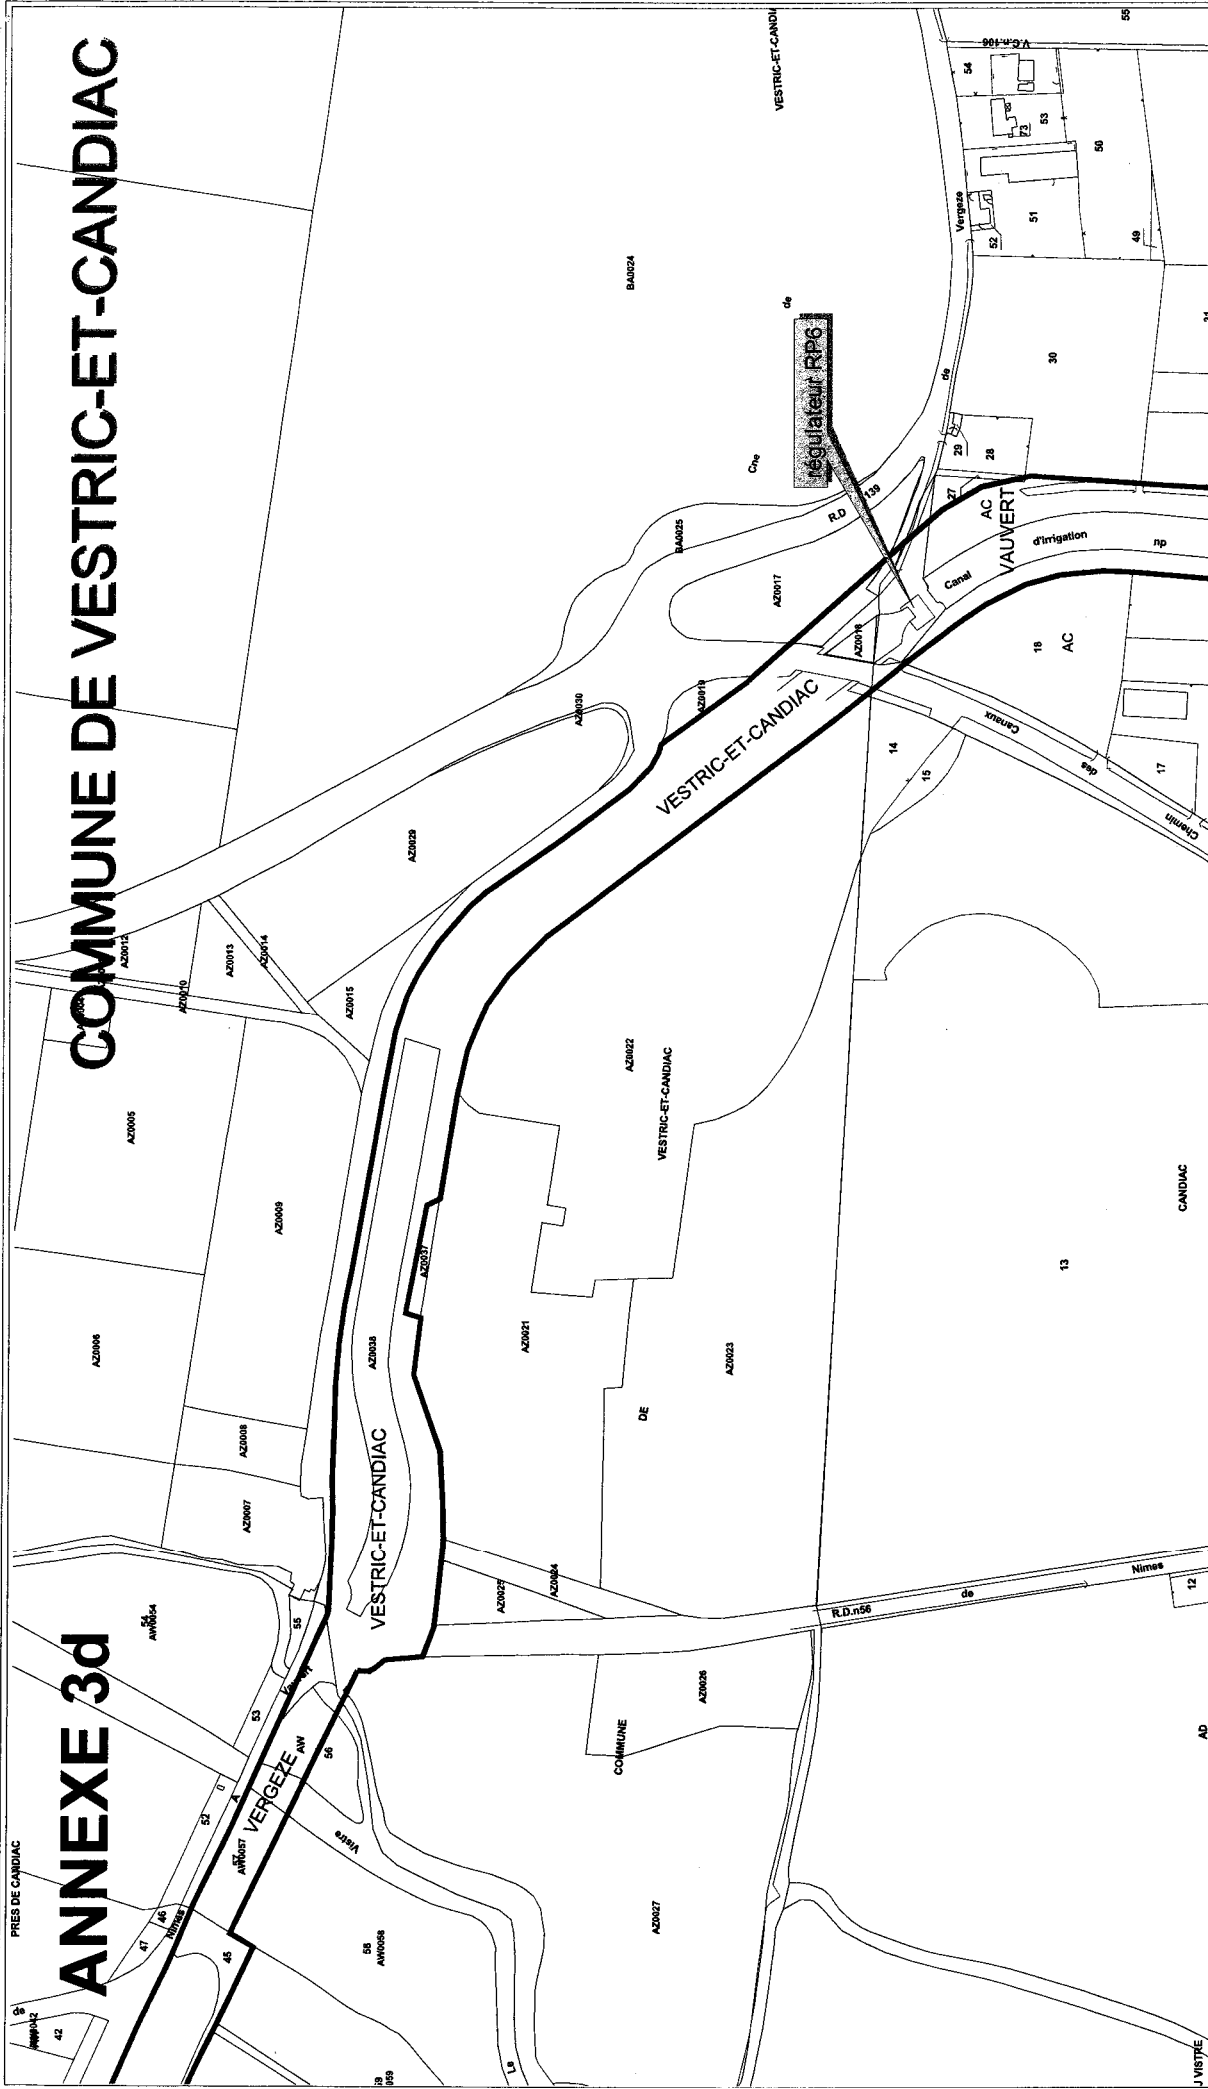 ANNEXE 3d
COMMUNE DE VESTRIC-ET-CANDIAC
PRES DE CANDIAC
42
47
46
Nimes
45
52
A
57
AW0057
VERGEZE
AW
53
54
AW0054
55
56
Vistre
58
AW0058
Le
059
AZ0006
AZ0005
AZ0012
AZ0010
AZ0013
AZ0014
AZ0015
AZ0009
AZ0008
AZ0007
AZ0038
VESTRIC-ET-CANDIAC
AZ0037
AZ0029
AZ0030
AZ0019
VESTRIC-ET-CANDIAC
AZ0025
AZ0024
AZ0021
AZ0022
VESTRIC-ET-CANDIAC
DE
AZ0023
COMMUNE
AZ0026
AZ0027
R.D.n56
de
Nimes
12
AD
J VISTRE
13
CANDIAC
BA0024
BA0025
Cne
de
VESTRIC-ET-CANDI
régulateur RP6
R.D
139
AZ0017
AZ0018
Canal
d'irrigation
du
AC
VAUVERT
27
28
29
30
de
Vergeze
52
51
73
53
54
V.C.n.106
55
50
49
31
18
AC
14
15
17
Chemin
des
Canaux